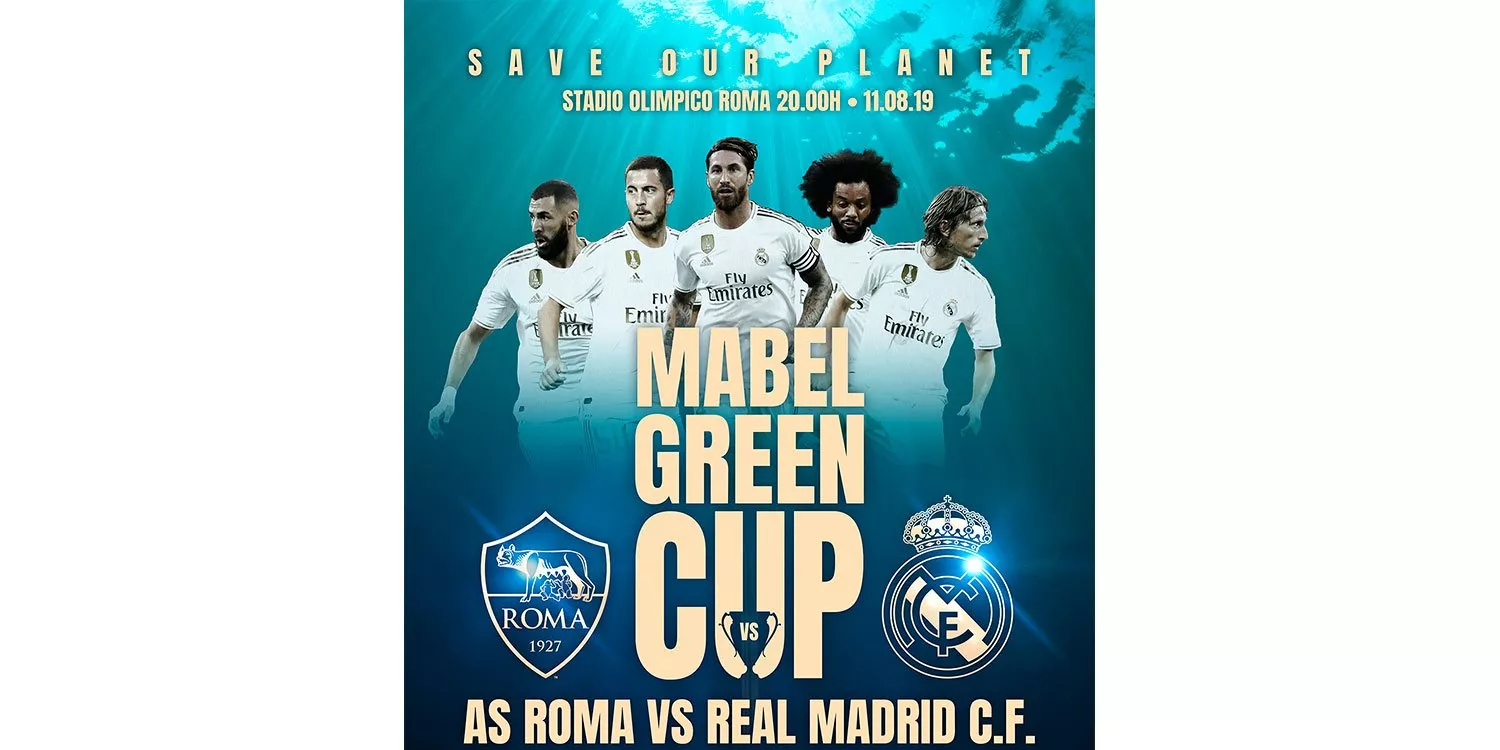 SAVE OUR PLANET
STADIO OLIMPICO ROMA 20.00H • 11.08.19
Fly
Emirates
Fly
Emirates
Fly
Emirates
MABEL
GREEN
CUP
VS
ROMA
1927
AS ROMA VS REAL MADRID C.F.